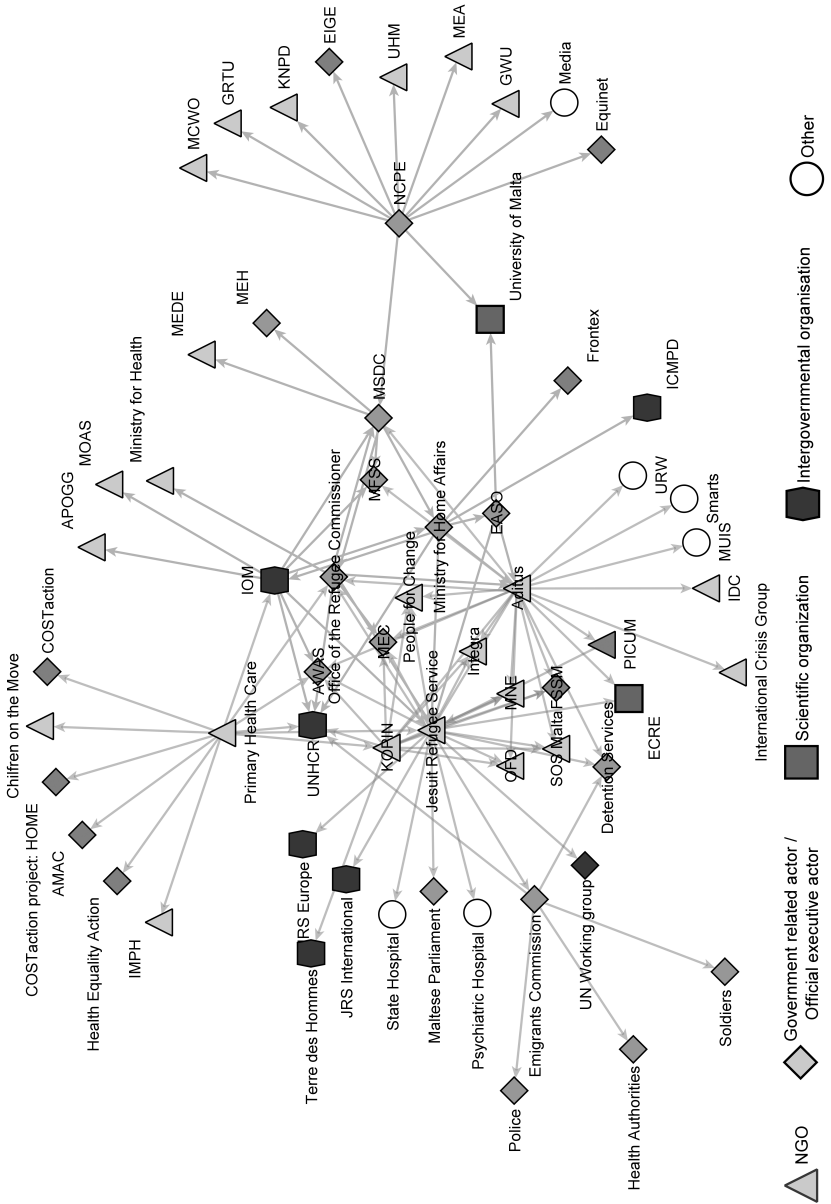 Chilfren on the Move
COSTaction
COSTaction project: HOME
AMAC
APOGG
MOAS
Health Equality Action
IMPH
Ministry for Health
MEDE
MCWO
GRTU
Primary Health Care
IOM
MEH
KNPD
EIGE
Terre des Hommes
RS Europe
UNHCR
AWAS
Office of the Refugee Commissioner
JRS International
MFSS
MSDC
State Hospital
KOPIN
MEC
NCPE
UHM
People for Change
Maltese Parliament
Jesuit Refugee Service
Ministry for Home Affairs
MEA
Psychiatric Hospital
Integra
EASO
GWU
Police
Emigrants Commission
OFD
MNE
Aditus
University of Malta
SOS Malta
FSSM
Media
UN Working group
Detention Services
Frontex
Equinet
Health Authorities
PICUM
ECRE
URW
ICMPD
Soldiers
Smarts
MUIS
IDC
International Crisis Group
NGO
Government related actor /
Official executive actor
Scientific organization
Intergovernmental organisation
Other